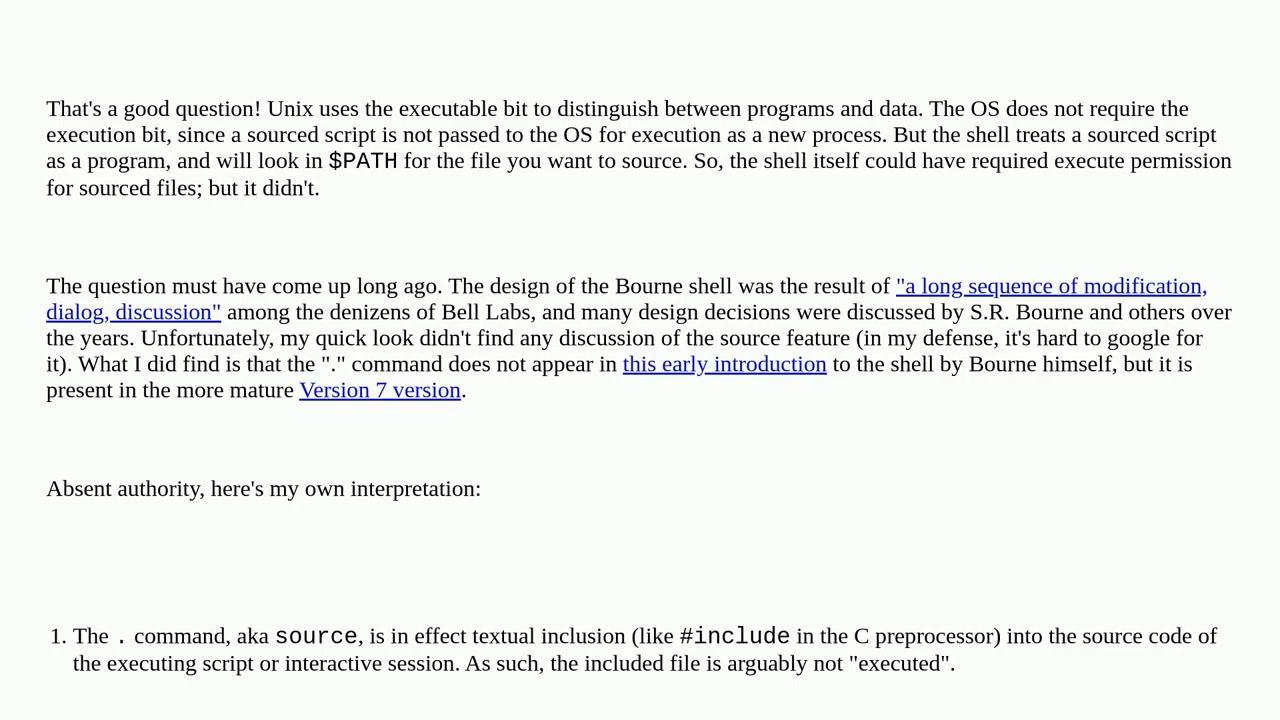 That's a good question! Unix uses the executable bit to distinguish between programs and data. The OS does not require the
execution bit, since a sourced script is not passed to the OS for execution as a new process. But the shell treats a sourced script
as a program, and will look in $PATH for the file you want to source. So, the shell itself could have required execute permission
for sourced files; but it didn't.
The question must have come up long ago. The design of the Bourne shell was the result of "a long sequence of modification,
dialog, discussion" among the denizens of Bell Labs, and many design decisions were discussed by S.R. Bourne and others over
the years. Unfortunately, my quick look didn't find any discussion of the source feature (in my defense, it's hard to google for
it). What I did find is that the "." command does not appear in this early introduction to the shell by Bourne himself, but it is
present in the more mature Version 7 version.
Absent authority, here's my own interpretation:
1. The . command, aka source, is in effect textual inclusion (like #include in the C preprocessor) into the source code of
the executing script or interactive session. As such, the included file is arguably not "executed".